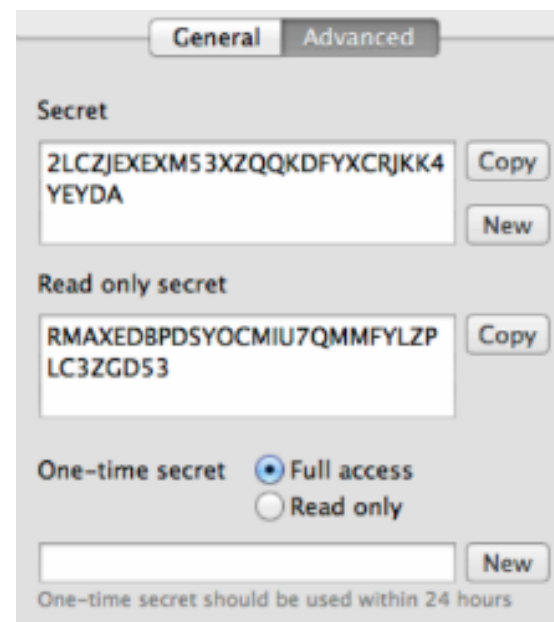 General Advanced
Secret
2LCZJEXEXM53XZQQKDFYXCRJKK4
YEYDA
Copy
New
Read only secret
RMAXEDBPDSYOCMIU7QMMFYLZP
LC3ZGD53
Copy
One-time secret
Full access
Read only
New
One-time secret should be used within 24 hours